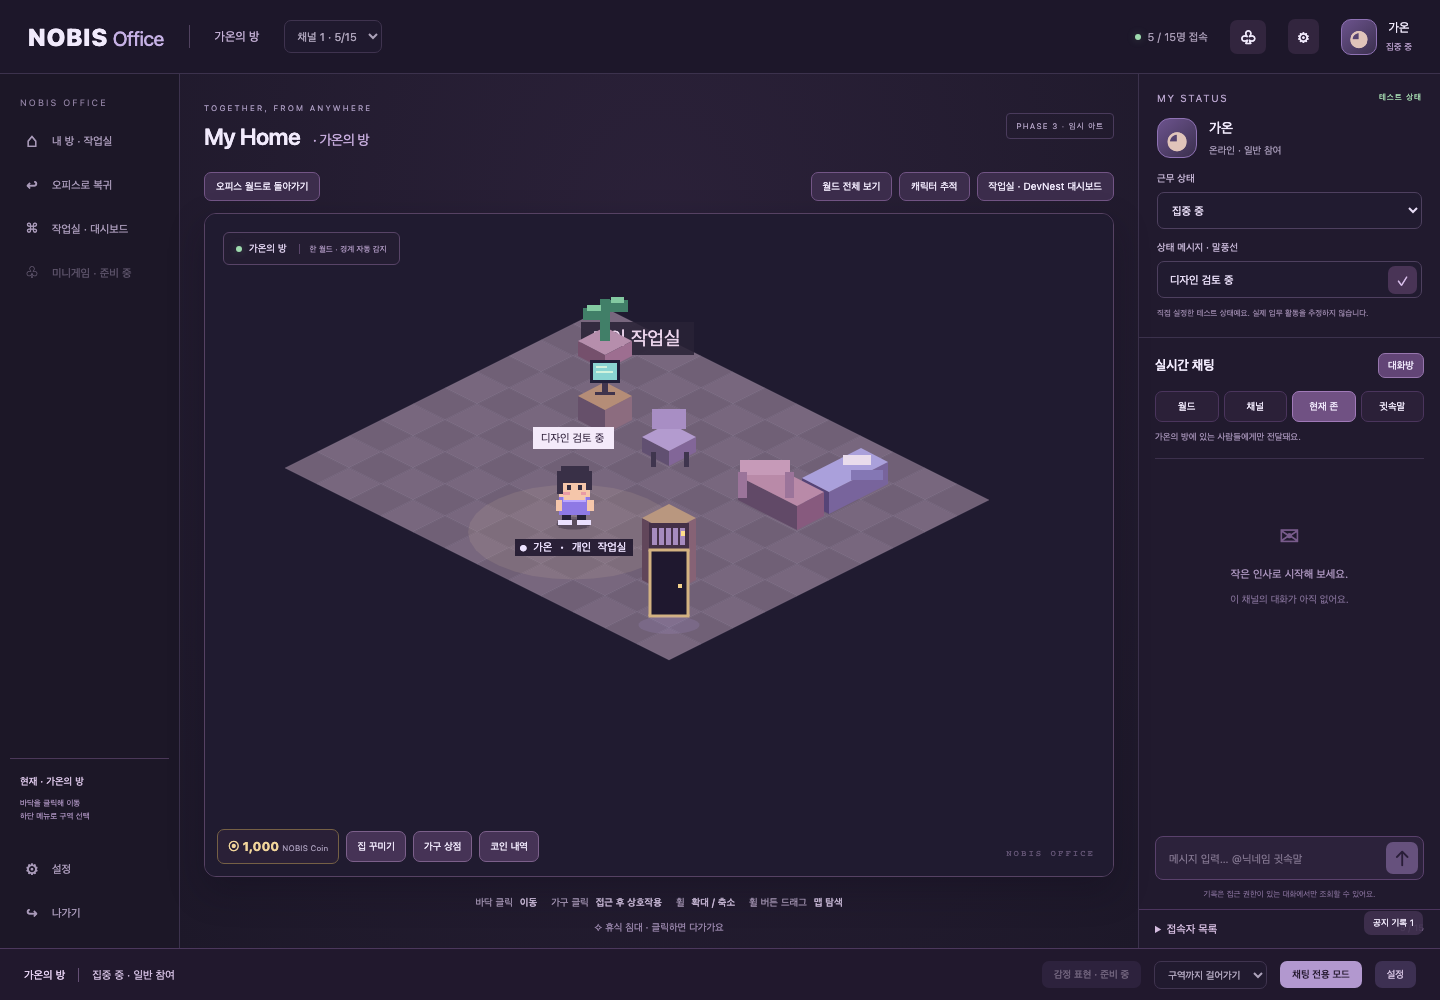 NOBIS Office
가온의 방
채널 1 · 5/15
5 / 15명 접속
가온
집중 중
NOBIS OFFICE
내 방 · 작업실
오피스로 복귀
작업실 · 대시보드
미니게임 · 준비 중
현재 · 가온의 방
바닥을 클릭해 이동
하단 메뉴로 구역 선택
설정
나가기
TOGETHER, FROM ANYWHERE
My Home · 가온의 방
PHASE 3 · 임시 아트
오피스 월드로 돌아가기
월드 전체 보기
캐릭터 추적
작업실 · DevNest 대시보드
가온의 방
한 월드 · 경계 자동 감지
작업실
디자인 검토 중
가온 · 개인 작업실
1,000 NOBIS Coin
집 꾸미기
가구 상점
코인 내역
NOBIS OFFICE
바닥 클릭 이동 가구 클릭 접근 후 상호작용 휠 확대 / 축소 휠 버튼 드래그 맵 탐색
✧ 휴식 침대 · 클릭하면 다가가요
MY STATUS
테스트 상태
가온
온라인 · 일반 참여
근무 상태
집중 중
상태 메시지 · 말풍선
디자인 검토 중
직접 설정한 테스트 상태예요. 실제 업무 활동을 추정하지 않습니다.
실시간 채팅
대화방
월드
채널
현재 존
귓속말
가온의 방에 있는 사람들에게만 전달돼요.
작은 인사로 시작해 보세요.
이 채널의 대화가 아직 없어요.
메시지 입력... @닉네임 귓속말
기록은 접근 권한이 있는 대화에서만 조회할 수 있어요.
▶ 접속자 목록
공지 기록 1
가온의 방
집중 중 · 일반 참여
감정 표현 · 준비 중
구역까지 걸어가기
채팅 전용 모드
설정